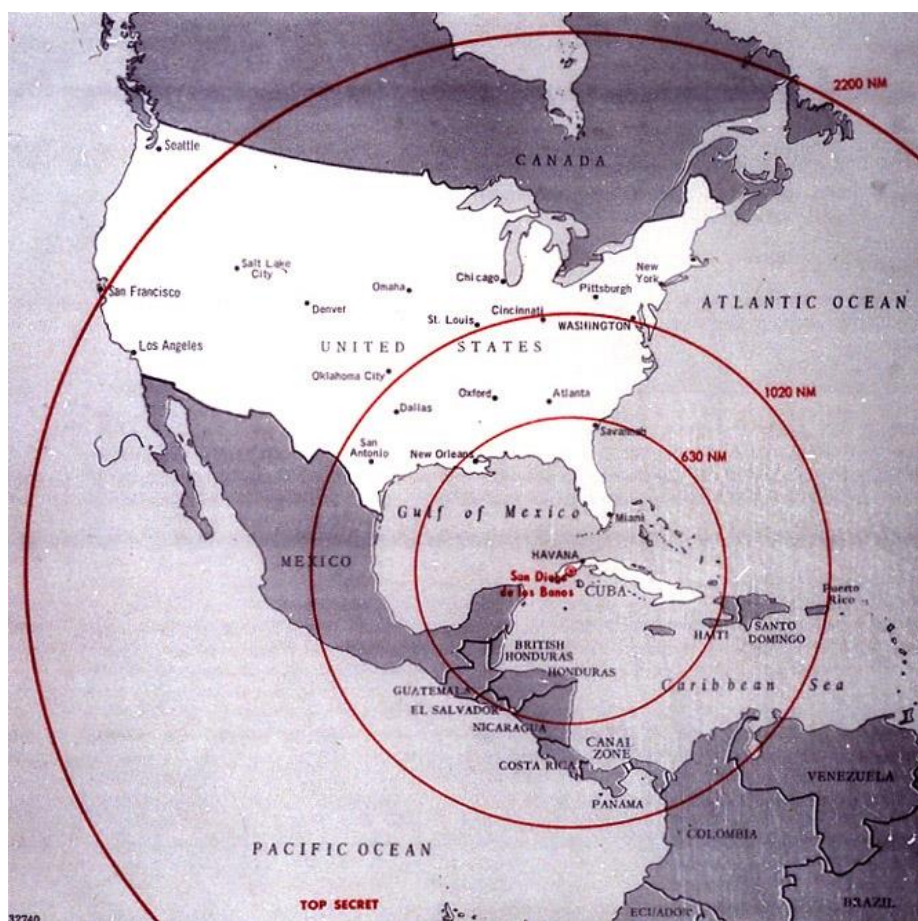 2200 NM
Seattle
CANADA
Salt Lake
City
San Francisco
Omaha
Chicago
New
York
Pittsburgh
Denver
St. Louis
Cincinnati
WASHINGTON
ATLANTIC OCEAN
Los Angeles
UNITED STATES
Oklahoma City
Oxford
Atlanta
1020 NM
Dallas
Savannah
San
Antonio
New Orleans
630 NM
Gulf of Mexico
Miami
MEXICO
HAVANA
San Diego
de los Banos
CUBA
Puerto
Rico
HAITI
SANTO
DOMINGO
BRITISH
HONDURAS
HONDURAS
GUATEMALA
Caribbean Sea
EL SALVADOR
NICARAGUA
CANAL
ZONE
COSTA RICA
PANAMA
VENEZUELA
COLOMBIA
PACIFIC OCEAN
TOP SECRET
ECUADOR
BRAZIL
32740